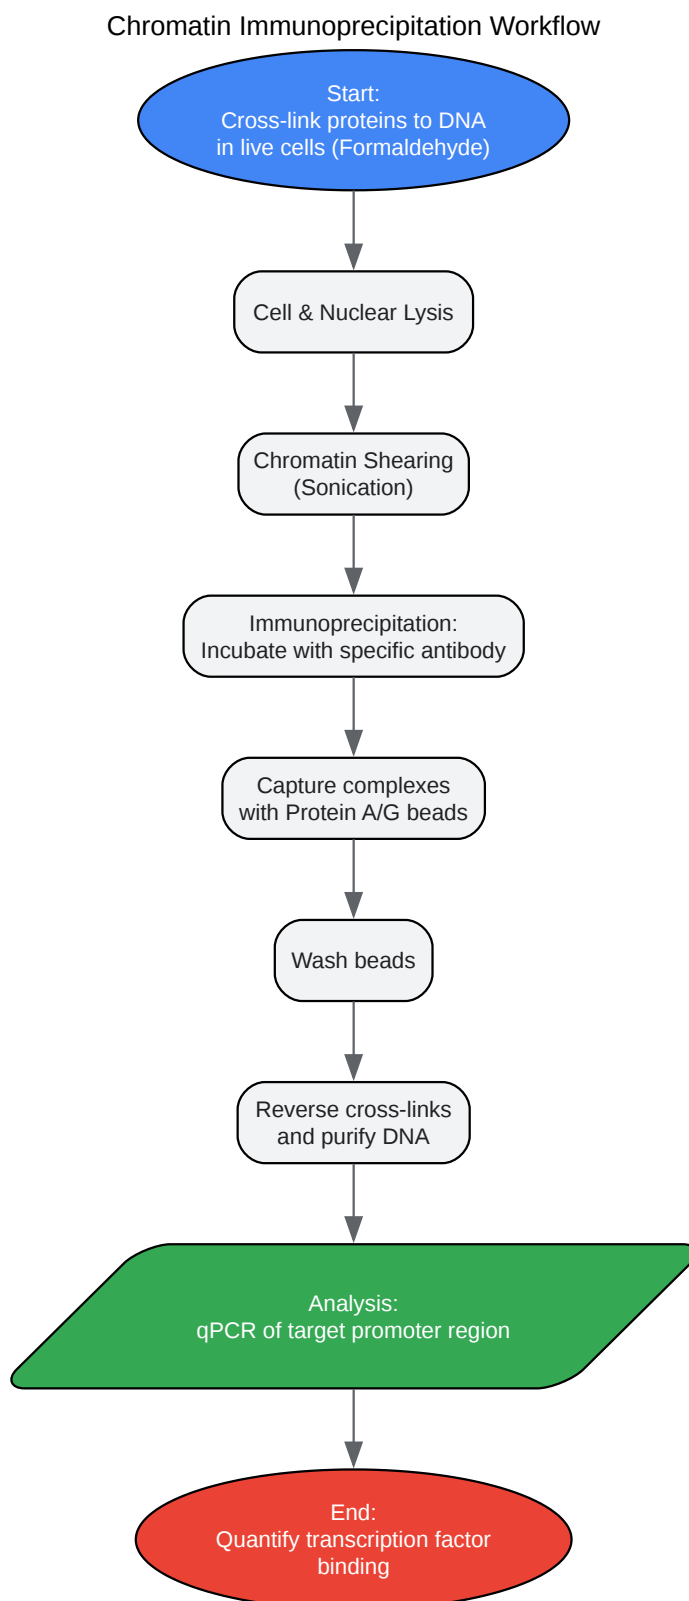 Chromatin Immunoprecipitation Workflow
Start:
Cross-link proteins to DNA
in live cells (Formaldehyde)
Cell & Nuclear Lysis
Chromatin Shearing
(Sonication)
Immunoprecipitation:
Incubate with specific antibody
Capture complexes
with Protein A/G beads
Wash beads
Reverse cross-links
and purify DNA
Analysis:
qPCR of target promoter region
End:
Quantify transcription factor
binding